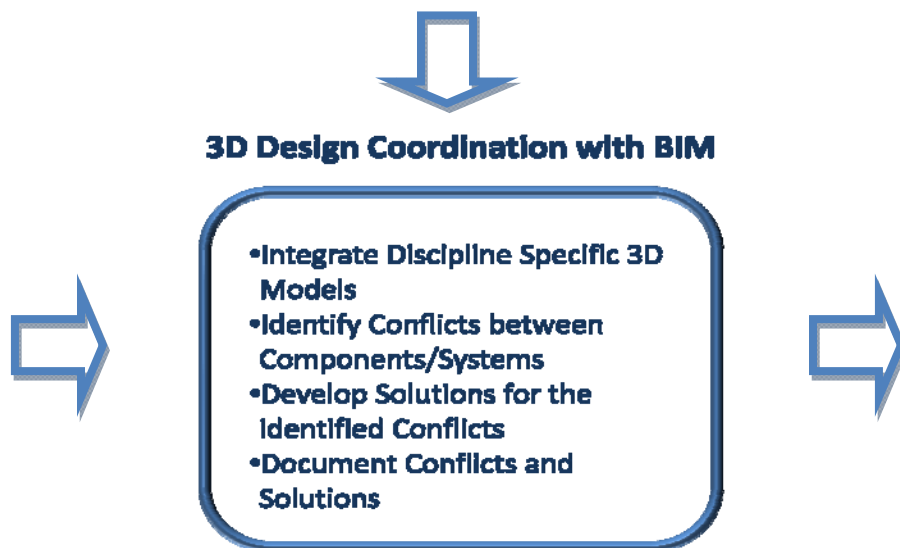 3D Design Coordination with BIM
•Integrate Discipline Specific 3D
Models
•Identify Conflicts between
Components/Systems
•Develop Solutions for the
Identified Conflicts
•Document Conflicts and
Solutions